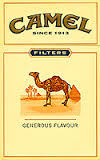 CAMEL
SINCE 1913
FILTERS
GENEROUS FLAVOUR